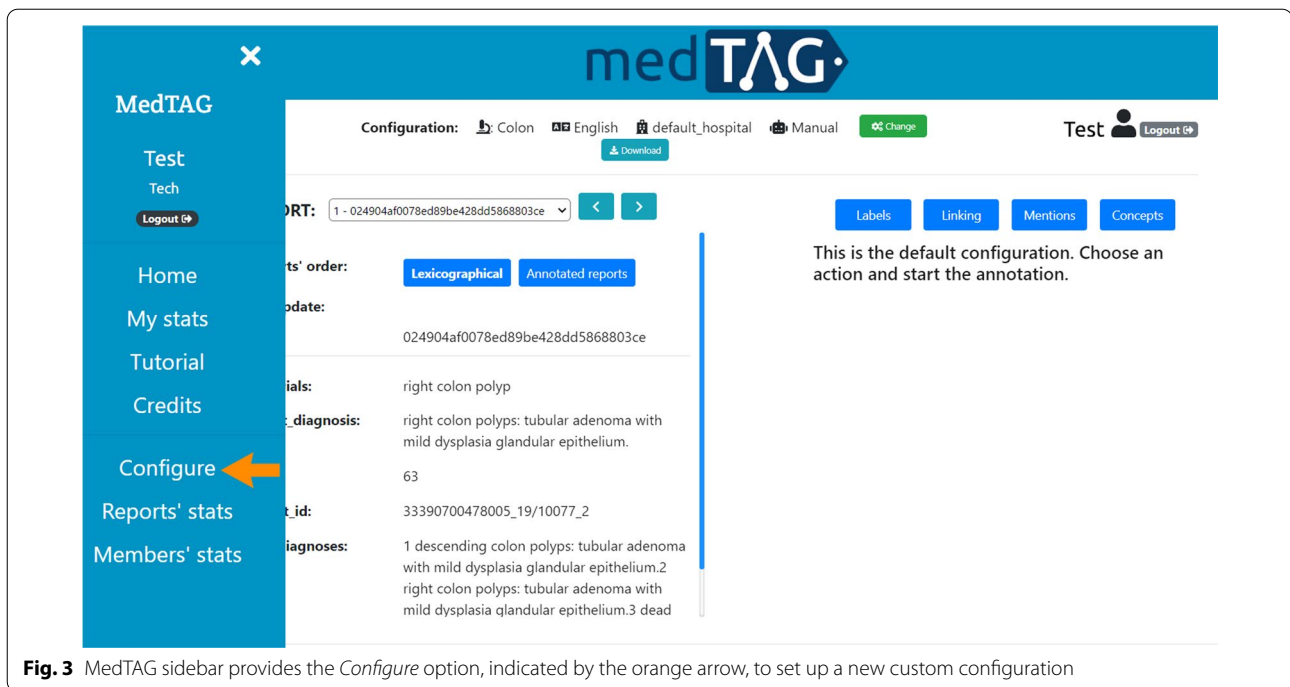 medTAG
MedTAG
Test
Tech
Logout
Home
My stats
Tutorial
Credits
Configure
Reports' stats
Members' stats
Configuration: : Colon English default_hospital Manual Change
Download
Test Logout
ORT: 1 - 024904af0078ed89be428dd5868803ce
rts' order: Lexicographical Annotated reports
pdate:
024904af0078ed89be428dd5868803ce
ials: right colon polyp
t_diagnosis: right colon polyps: tubular adenoma with
mild dysplasia glandular epithelium.
63
t_id: 33390700478005_19/10077_2
iagnoses: 1 descending colon polyps: tubular adenoma
with mild dysplasia glandular epithelium.2
right colon polyps: tubular adenoma with
mild dysplasia glandular epithelium.3 dead
Labels Linking Mentions Concepts
This is the default configuration. Choose an
action and start the annotation.
Fig. 3 MedTAG sidebar provides the Configure option, indicated by the orange arrow, to set up a new custom configuration